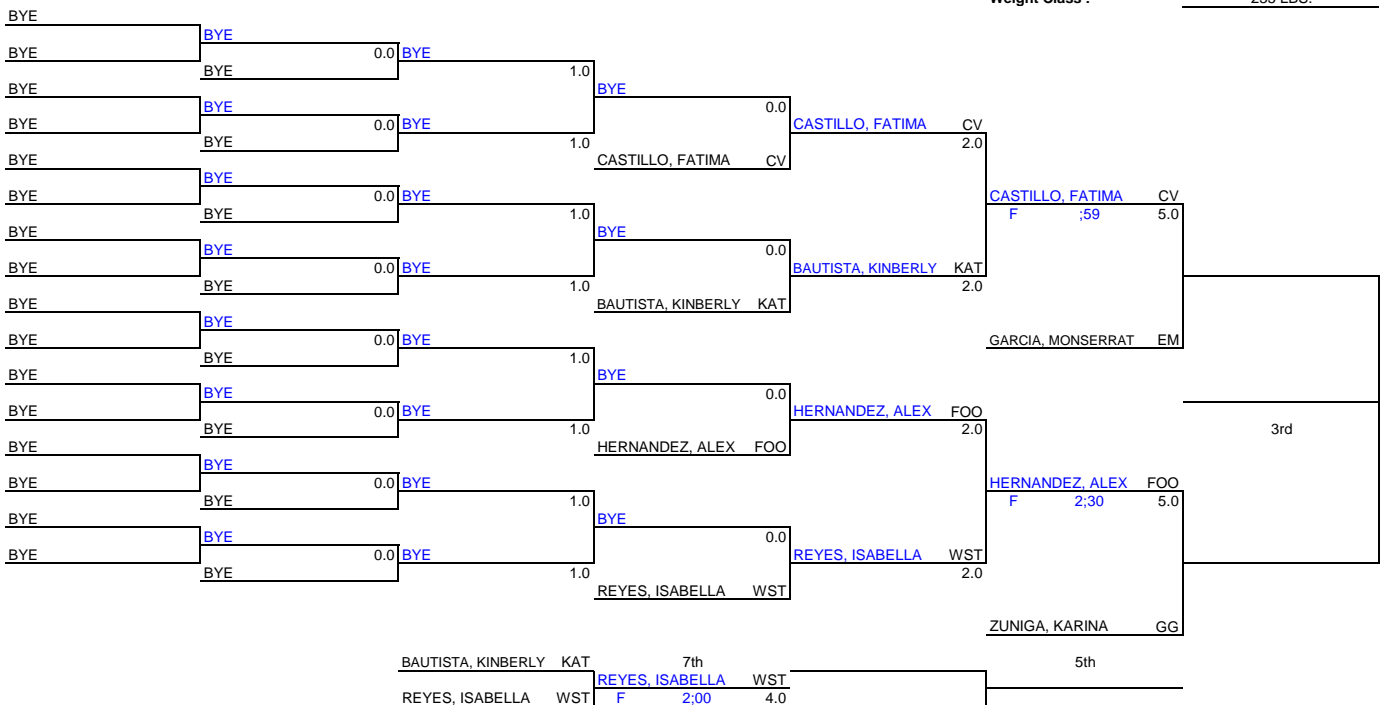 Weight Class : LBS.
BYE
BYE
BYE 0.0 BYE
BYE 1.0
BYE BYE
BYE 0.0
BYE 0.0 BYE CASTILLO, FATIMA CV
BYE 1.0 2.0
BYE CASTILLO, FATIMA CV
BYE
BYE 0.0 BYE CASTILLO, FATIMA CV
BYE 1.0 F ;59 5.0
BYE BYE
BYE 0.0
BYE 0.0 BYE BAUTISTA, KINBERLY KAT
BYE 1.0 2.0
BYE BAUTISTA, KINBERLY KAT
BYE
BYE 0.0 BYE GARCIA, MONSERRAT EM
BYE 1.0
BYE BYE
BYE 0.0
BYE 0.0 BYE HERNANDEZ, ALEX FOO
BYE 1.0 2.0 3rd
BYE HERNANDEZ, ALEX FOO
BYE
BYE 0.0 BYE HERNANDEZ, ALEX FOO
BYE 1.0 F 2;30 5.0
BYE BYE
BYE 0.0
BYE 0.0 BYE REYES, ISABELLA WST
BYE 1.0 2.0
REYES, ISABELLA WST
ZUNIGA, KARINA GG
BAUTISTA, KINBERLY KAT 7th 5th
REYES, ISABELLA WST
REYES, ISABELLA WST F 2;00 4.0